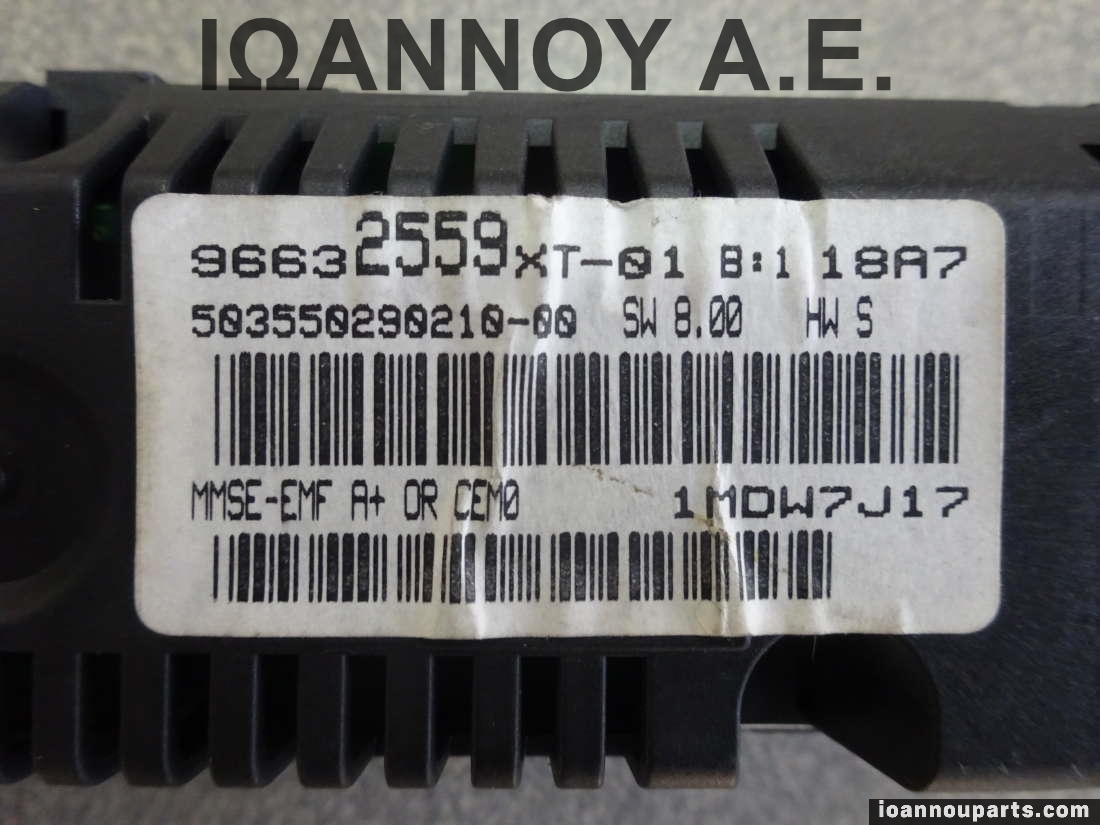 ΙΩΑΝΝΟΥ Α.Ε.
96632559XT-01 B:1 18A7
503550290210-00 SW 8.00 HW S
MMSE-EMF A+ OR CEM0 1MDW7J17
ioannouparts.com